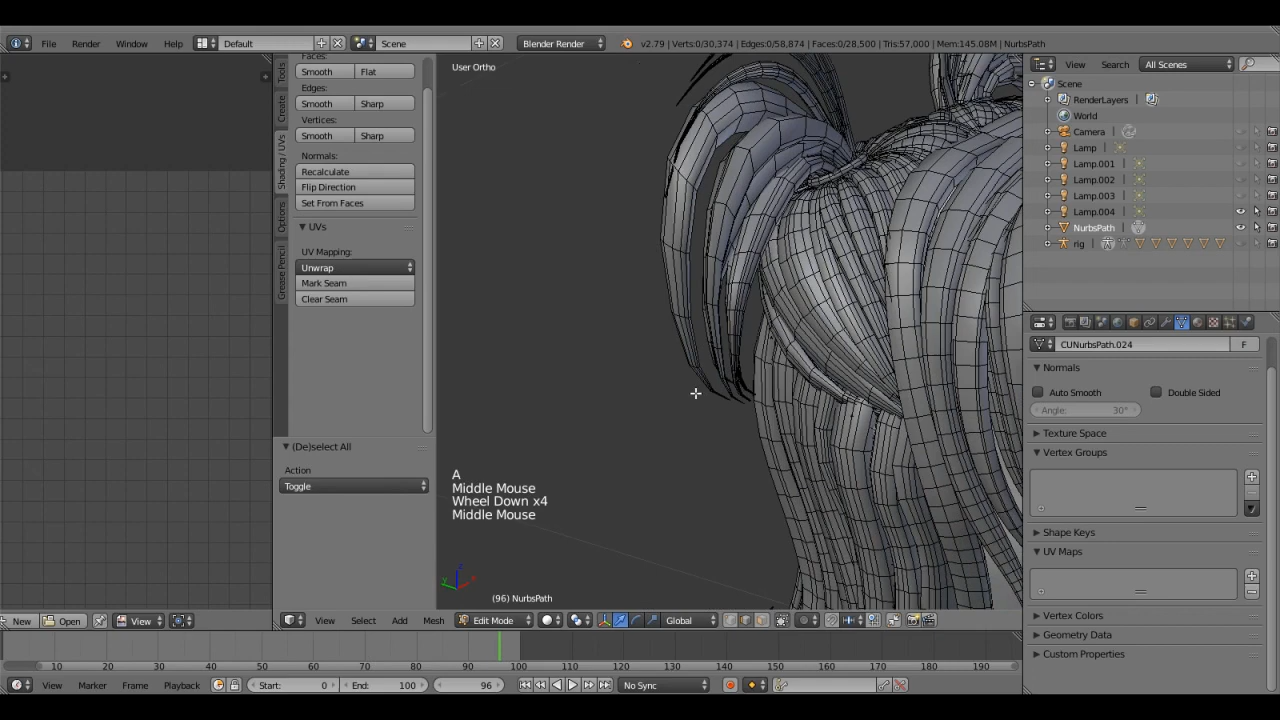 File Render Window Help Default Scene Blender Render v2.79 | Verts:0/30,374 | Edges:0/58,874 | Faces:0/28,500 | Tris:57,000 | Mem:145.08M | NurbsPath
Tools
Create
Shading / UVs
Options
Grease Pencil
Faces:
Smooth Flat
Edges:
Smooth Sharp
Vertices:
Smooth Sharp
Normals:
Recalculate
Flip Direction
Set From Faces
UVs
UV Mapping:
Unwrap
Mark Seam
Clear Seam
(De)select All
Action
Toggle
User Ortho
A
Middle Mouse
Wheel Down x4
Middle Mouse
(96) NurbsPath
View Search All Scenes
Scene
RenderLayers
World
Camera
Lamp
Lamp.001
Lamp.002
Lamp.003
Lamp.004
NurbsPath
rig
CUNurbsPath.024 F
Normals
Auto Smooth Double Sided
Angle: 30°
Texture Space
Vertex Groups
Shape Keys
UV Maps
Vertex Colors
Geometry Data
Custom Properties
New Open View
View Select Add Mesh Edit Mode Global
10 20 30 40 50 60 70 80 90 100 110 120 130 140 150 160 170 180 190
View Marker Frame Playback Start: 0 End: 100 96 No Sync